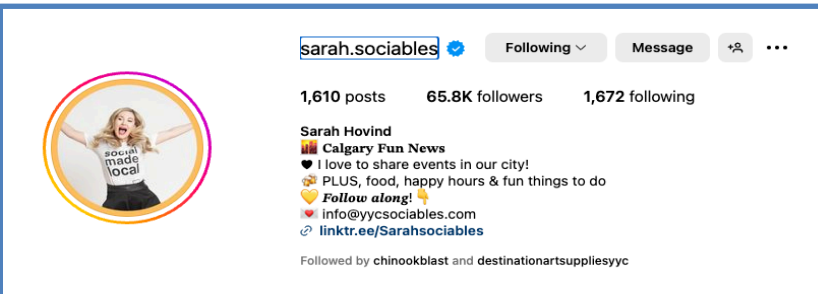 sarah.sociables Following Message
1,610 posts 65.8K followers 1,672 following
Sarah Hovind
🌇 Calgary Fun News
🖤 I love to share events in our city!
🍻 PLUS, food, happy hours & fun things to do
💛 Follow along! 👇
💌 info@yycsociables.com
linktr.ee/Sarahsociables
Followed by chinookblast and destinationartsuppliesyyc
social
made
local